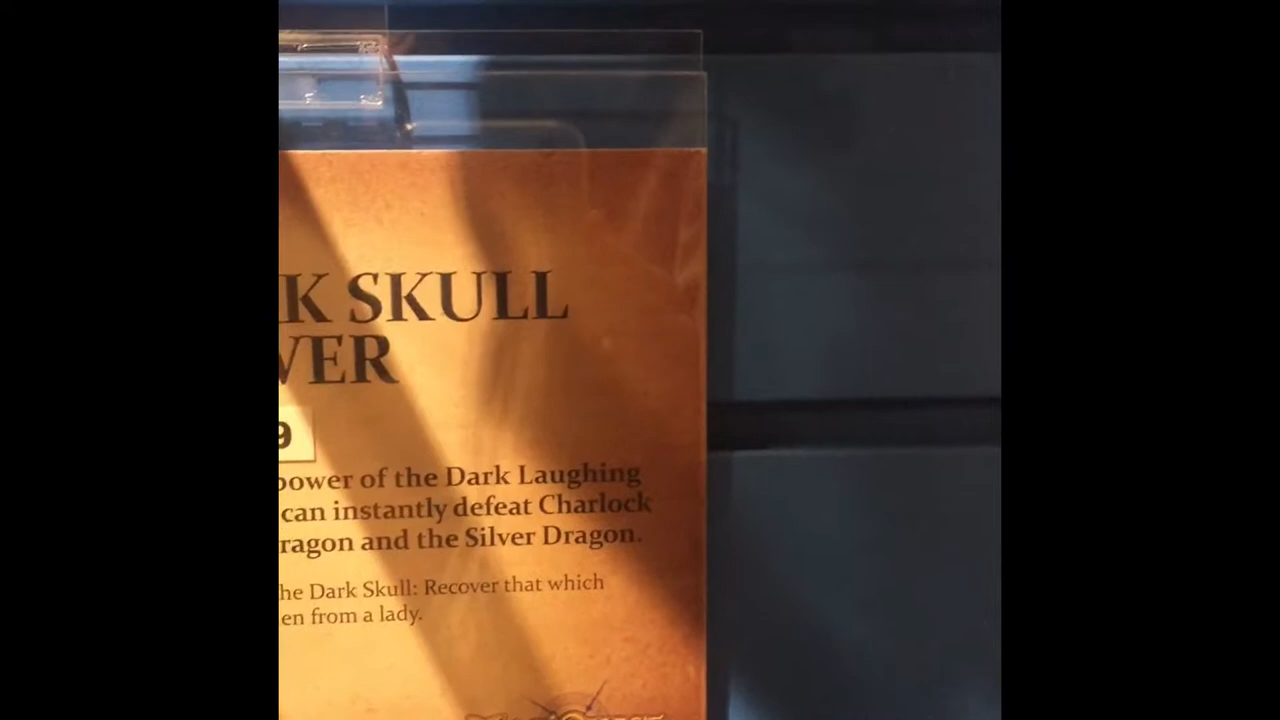 K SKULL
VER
9
power of the Dark Laughing
can instantly defeat Charlock
ragon and the Silver Dragon.
he Dark Skull: Recover that which
en from a lady.